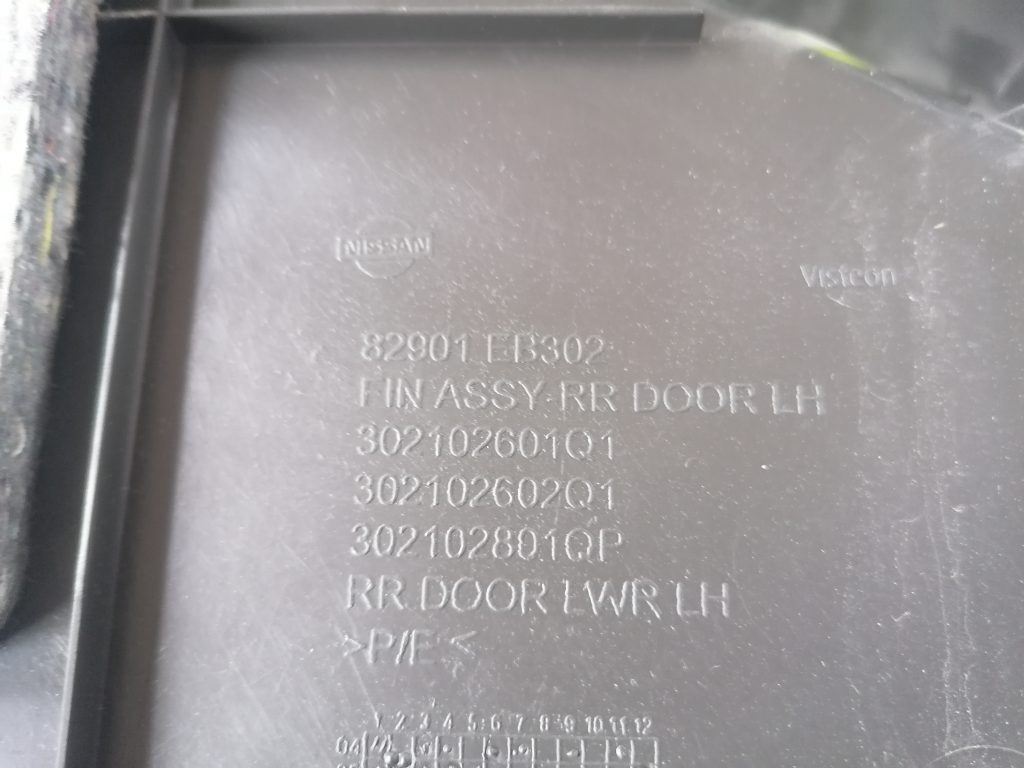 NISSAN
Visteon
82901 EB302
FIN ASSY-RR DOOR LH
302102601Q1
302102602Q1
302102801QP
RR DOOR LWR LH
>P/E<
1 2 3 4 5 6 7 8 9 10 11 12
04